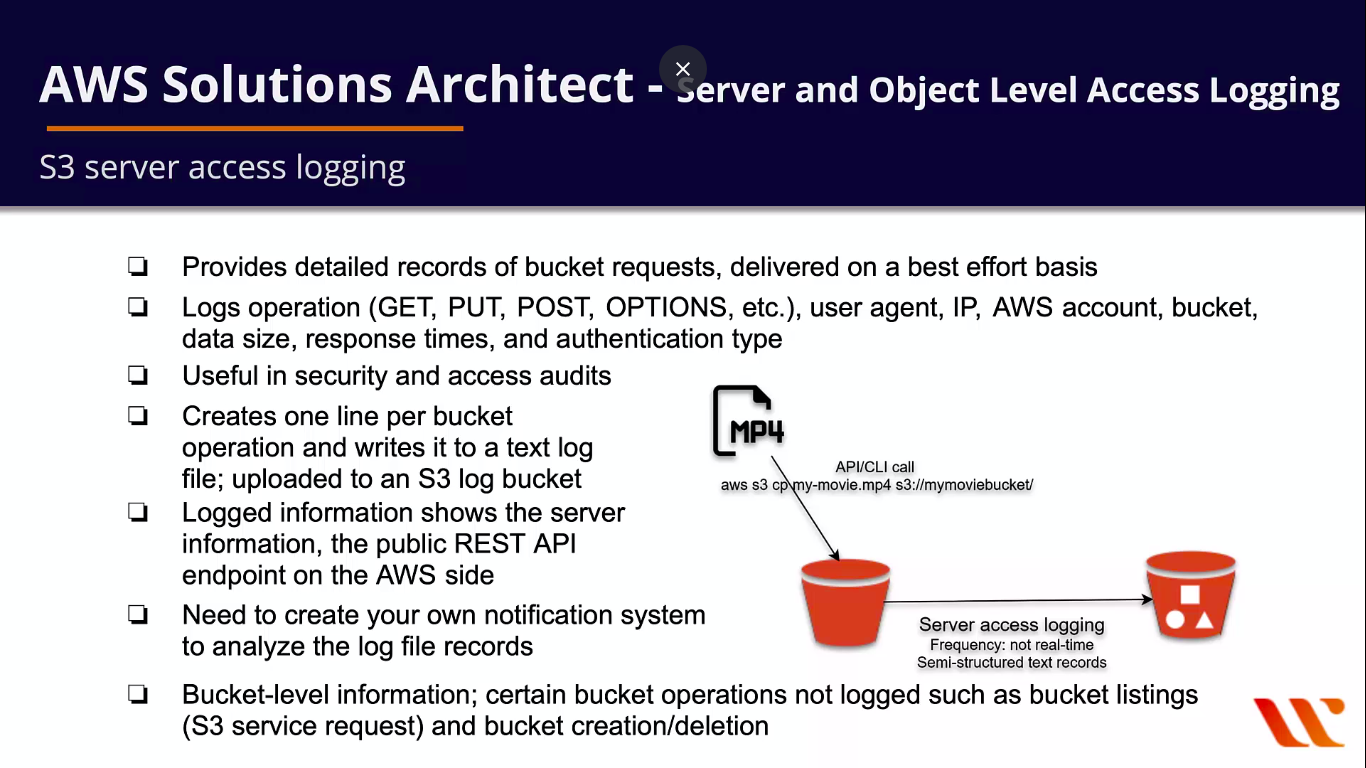 AWS Solutions Architect - Server and Object Level Access Logging
S3 server access logging
Provides detailed records of bucket requests, delivered on a best effort basis
Logs operation (GET, PUT, POST, OPTIONS, etc.), user agent, IP, AWS account, bucket,
data size, response times, and authentication type
Useful in security and access audits
Creates one line per bucket
operation and writes it to a text log
file; uploaded to an S3 log bucket
Logged information shows the server
information, the public REST API
endpoint on the AWS side
Need to create your own notification system
to analyze the log file records
Bucket-level information; certain bucket operations not logged such as bucket listings
(S3 service request) and bucket creation/deletion
MP4
API/CLI call
aws s3 cp my-movie.mp4 s3://mymoviebucket/
Server access logging
Frequency: not real-time
Semi-structured text records